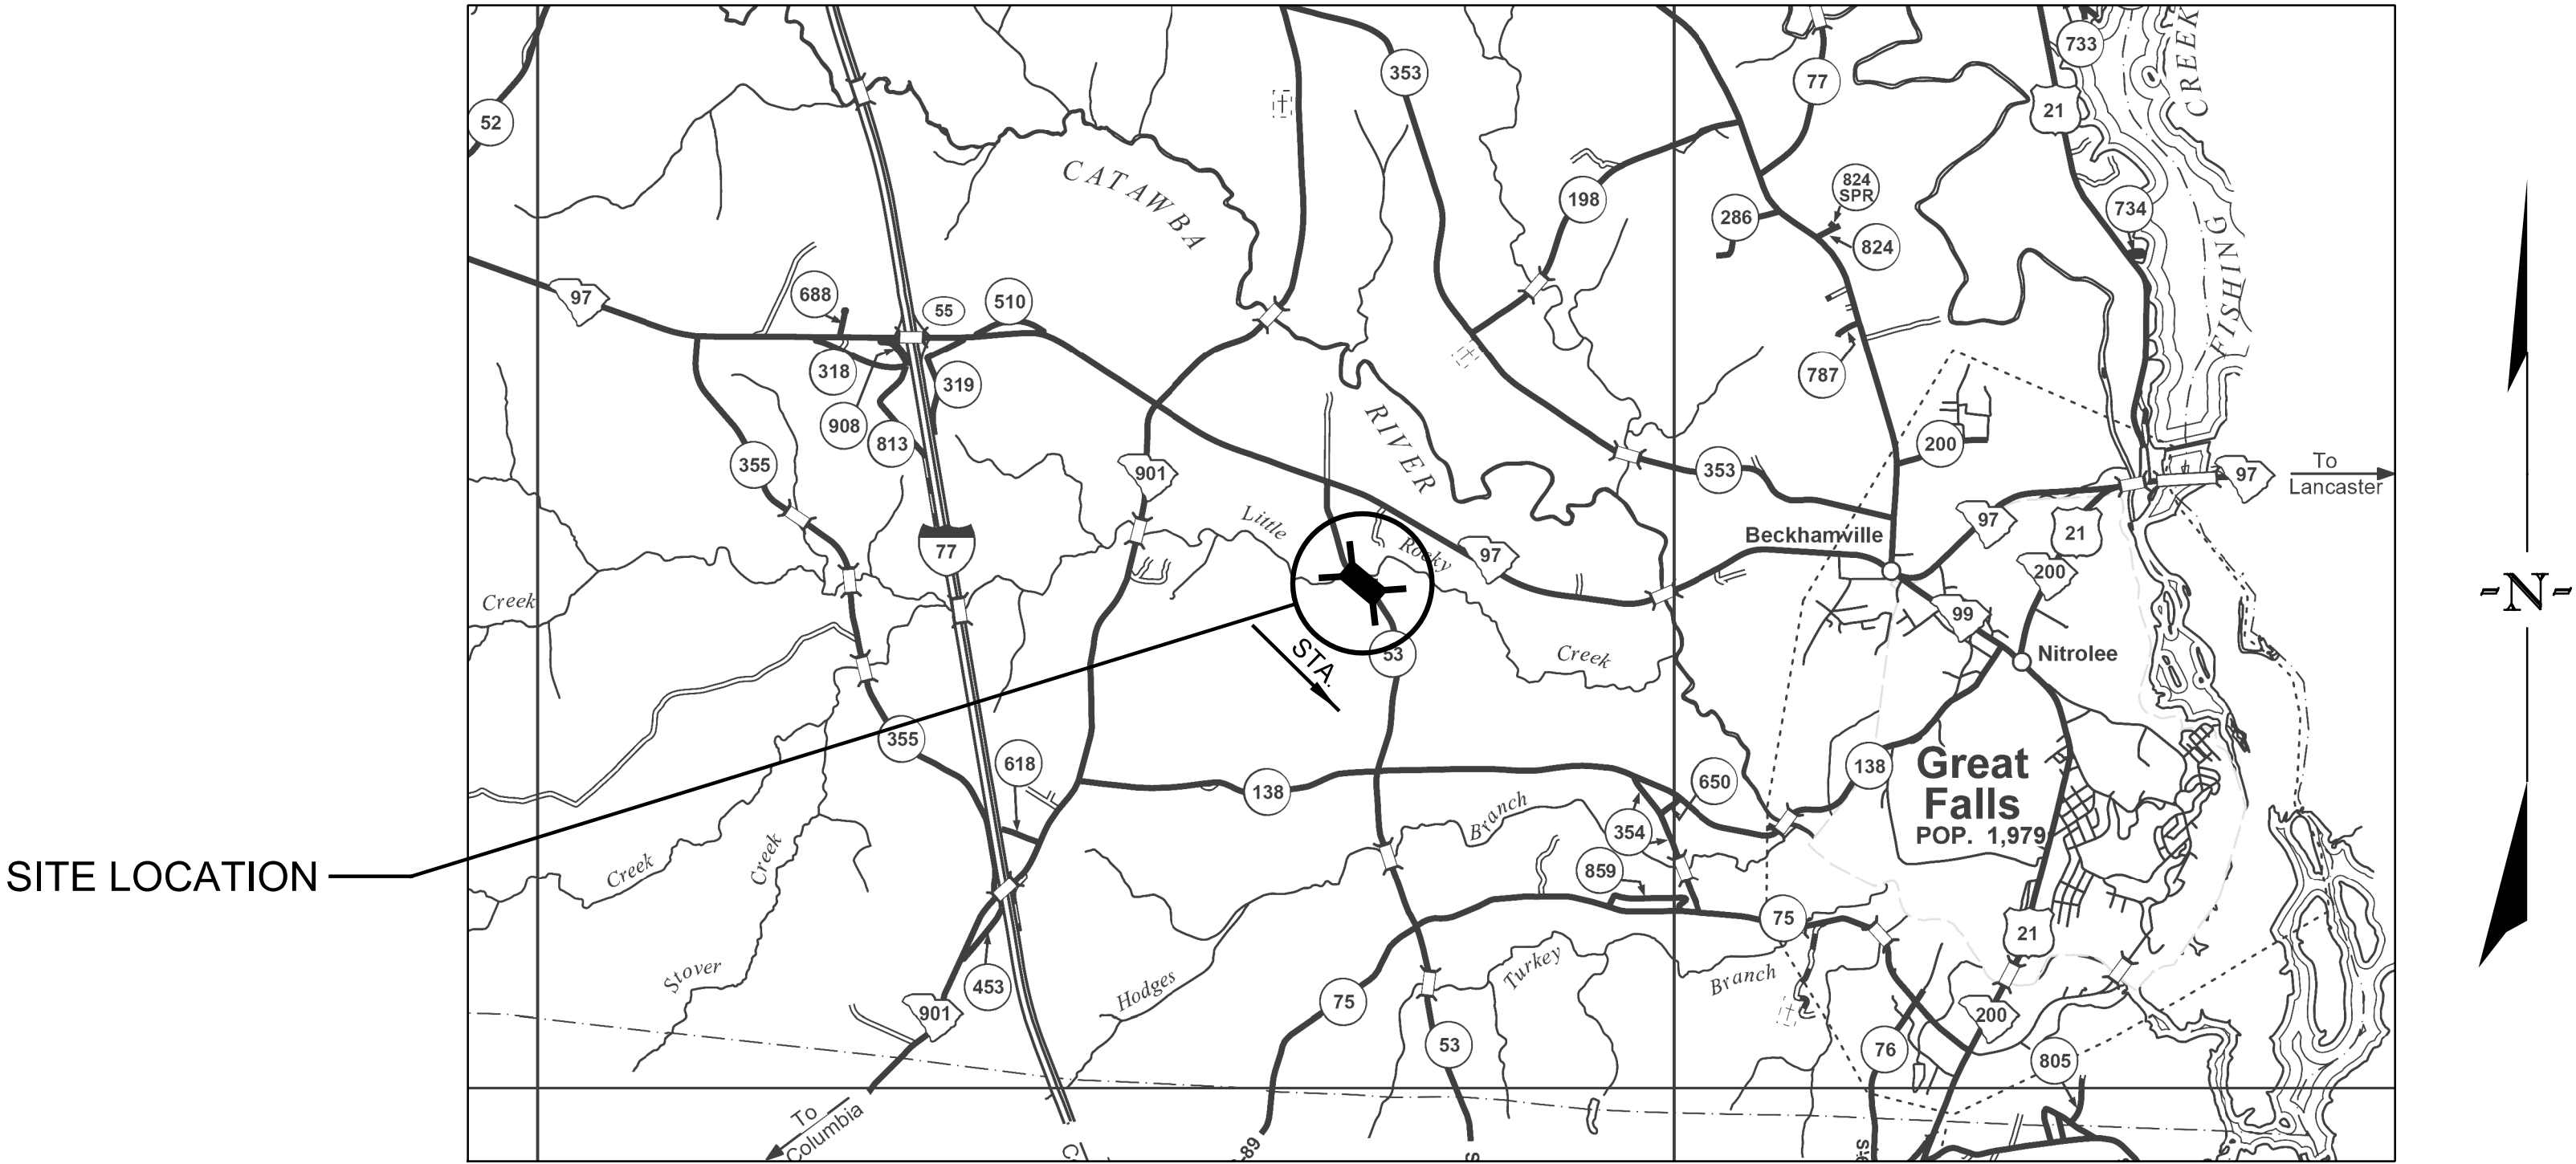 733
CREEK
353
77
21
52
CATAWBA
824
SPR
198
734
286
824
FISHING
97
688
55
510
318
319
787
908
813
RIVER
355
200
901
353
97
To
Lancaster
Little
97
21
Beckhamville
77
Rocky
97
200
-N-
Creek
99
STA.
53
Creek
Nitrolee
355
618
138
650
138
Great
Falls
POP. 1,979
Branch
354
SITE LOCATION
Creek
Creek
859
75
21
Stover
453
Hodges
Turkey
Branch
75
901
200
53
76
805
To
Columbia
-89